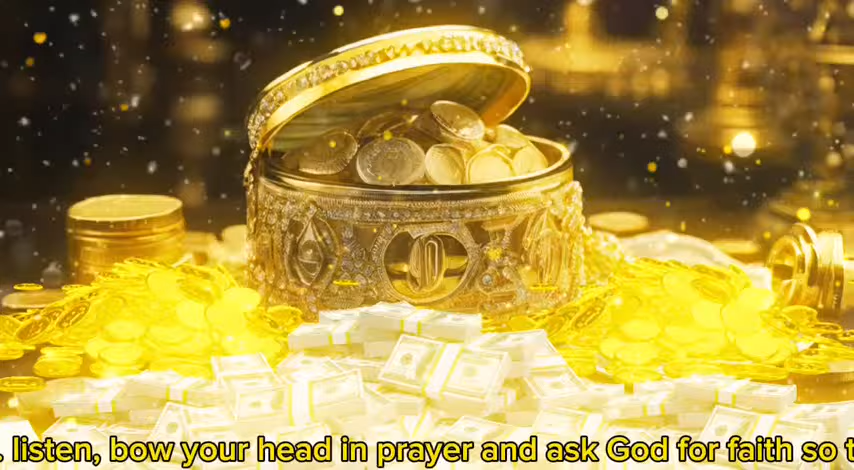 . listen, bow your head in prayer and ask God for faith so t